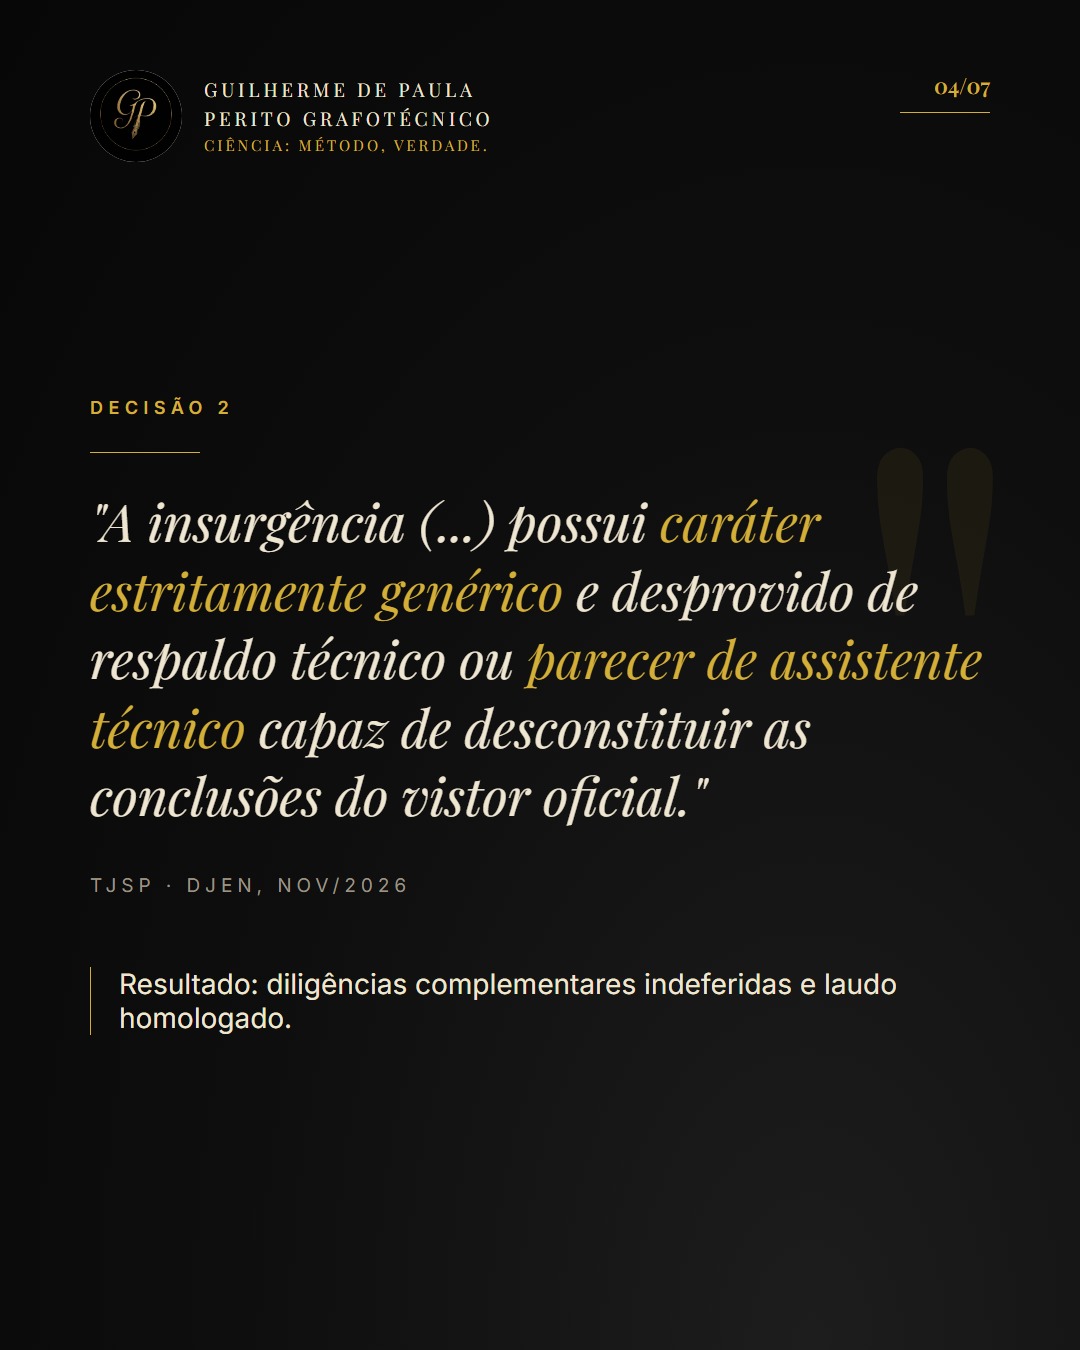 GP
GUILHERME DE PAULA
PERITO GRAFOTÉCNICO
CIÊNCIA: MÉTODO, VERDADE.
04/07
DECISÃO 2
"A insurgência (...) possui caráter
estritamente genérico e desprovido de
respaldo técnico ou parecer de assistente
técnico capaz de desconstituir as
conclusões do vistor oficial."
TJSP · DJEN, NOV/2026
Resultado: diligências complementares indeferidas e laudo
homologado.